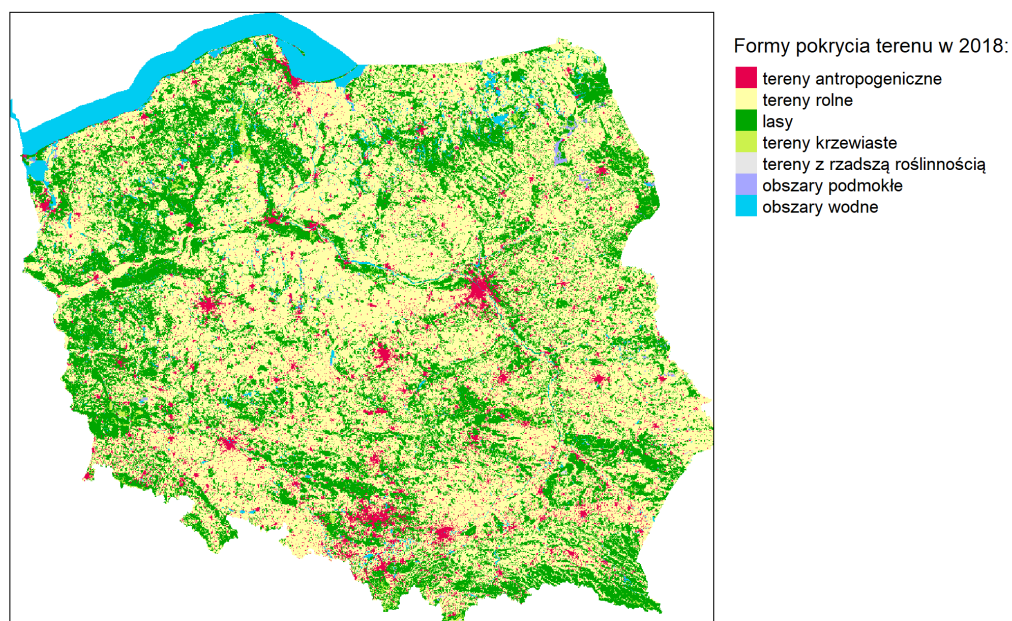 Formy pokrycia terenu w 2018:
tereny antropogeniczne
tereny rolne
lasy
tereny krzewiaste
tereny z rzadszą roślinnością
obszary podmokłe
obszary wodne